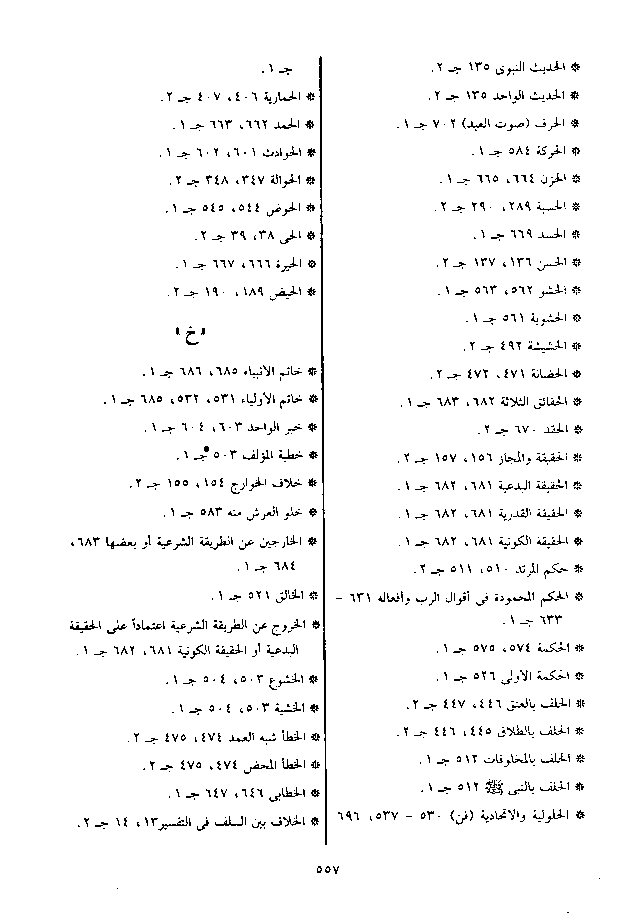 * الحديث النبوى ١٣٥ جـ ٢.
* الحديث الواحد ١٣٥ جـ ٢.
* الحرف (صوت العبد) ٧٠٢ جـ ١.
* الحركة ٥٨٤ جـ ١.
* الحزن ٦٦٤، ٦٦٥ جـ ١.
* الحسبة ٢٨٩، ٢٩٠ جـ ٢.
* الحسد ٦٦٩ جـ ١.
* الحسن ١٣٦، ١٣٧ جـ ٢.
* الحشو ٥٦٢، ٥٦٣ جـ ١.
* الحشوية ٥٦١ جـ ١.
* الحشيشة ٤٩٢ جـ ٢.
* الحضانة ٤٧١، ٤٧٢ جـ ٢.
* الحقائق الثلاثة ٦٨٢، ٦٨٣ جـ ١.
* الحقد ٦٧٠ جـ ٢.
* الحقيقة والمجاز ١٥٦، ١٥٧ جـ ٢.
* الحقيقة البدعية ٦٨١، ٦٨٢ جـ ١.
* الحقيقة القدرية ٦٨١، ٦٨٢ جـ ١.
* الحقيقة الكونية ٦٨١، ٦٨٢ جـ ١.
* حكم المرتد ٥١٠، ٥١١ جـ ٢.
* الحكم المحمودة فى أقوال الرب وأفعاله ٦٣١ -
٦٣٣ جـ ١.
* الحكمة ٥٧٤، ٥٧٥ جـ ١.
* الحكمة الأولى ٥٢٦ جـ ١.
* الحلف بالعتق ٤٤٦، ٤٤٧ جـ ٢.
* الحلف بالطلاق ٤٤٥، ٤٤٦ جـ ٢.
* الحلف بالمخلوقات ٥١٢ جـ ١.
* الحلف بالنبى ﷺ ٥١٢ جـ ١.
* الحلولية والاتحادية (فن) ٥٣٠ - ٥٣٧، ٦٩٦
جـ ١.
* الحمارية ٤٠٦، ٤٠٧ جـ ٢.
* الحمد ٦٦٢، ٦٦٣ جـ ١.
* الحوادث ٦٠١، ٦٠٢ جـ ١.
* الحوالة ٣٤٧، ٣٤٨ جـ ٢.
* الحوض ٥٤٤، ٥٤٥ جـ ١.
* الحى ٣٨، ٣٩ جـ ٢.
* الحيرة ٦٦٦، ٦٦٧ جـ ١.
* الحيض ١٨٩، ١٩٠ جـ ٢.
«خ»
* خاتم الأنبياء ٦٨٥، ٦٨٦ جـ ١.
* خاتم الأولياء ٥٣١، ٥٣٢، ٦٨٥ جـ ١.
* خبر الواحد ٦٠٣، ٦٠٤ جـ ١.
* خطبة المؤلف ٥٠٣ جـ ١.
* خلاف الخوارج ١٥٤، ١٥٥ جـ ٢.
* خلو العرش منه ٥٨٣ جـ ١.
* الخارجين عن الطريقة الشرعية أو بعضها ٦٨٣،
٦٨٤ جـ ١.
* الخالق ٥٢١ جـ ١.
* الخروج عن الطريقة الشرعية اعتماداً على الحقيقة
البدعية أو الحقيقة الكونية ٦٨١، ٦٨٢ جـ ١.
* الخشوع ٥٠٣، ٥٠٤ جـ ١.
* الخشية ٥٠٣، ٥٠٤ جـ ١.
* الخطأ شبه العمد ٤٧٤، ٤٧٥ جـ ٢.
* الخطأ المحض ٤٧٤، ٤٧٥ جـ ٢.
* الخطابى ٦٤٦، ٦٤٧ جـ ١.
* الخلاف بين السلف فى التفسير ١٣، ١٤ جـ ٢.
٥٥٧